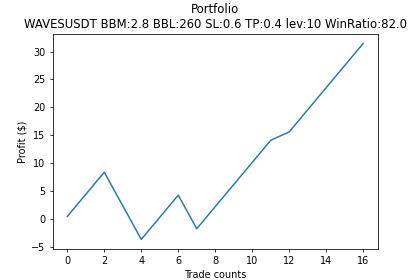 Portfolio
WAVESUSDT BBM:2.8 BBL:260 SL:0.6 TP:0.4 lev:10 WinRatio:82.0
Profit ($)
30
25
20
15
10
5
0
−5
0 2 4 6 8 10 12 14 16
Trade counts